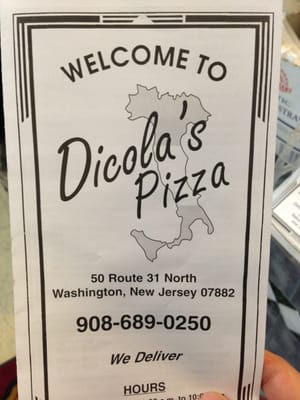 WELCOME TO
Dicola's
Pizza
50 Route 31 North
Washington, New Jersey 07882
908-689-0250
We Deliver
HOURS